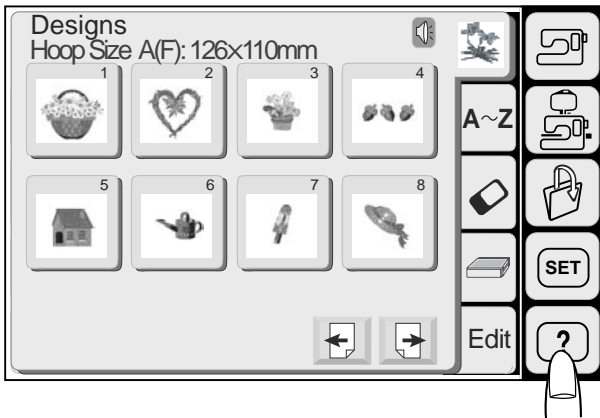 Designs
Hoop Size A(F): 126×110mm
1 2 3 4
A~Z
5 6 7 8
SET
Edit
?